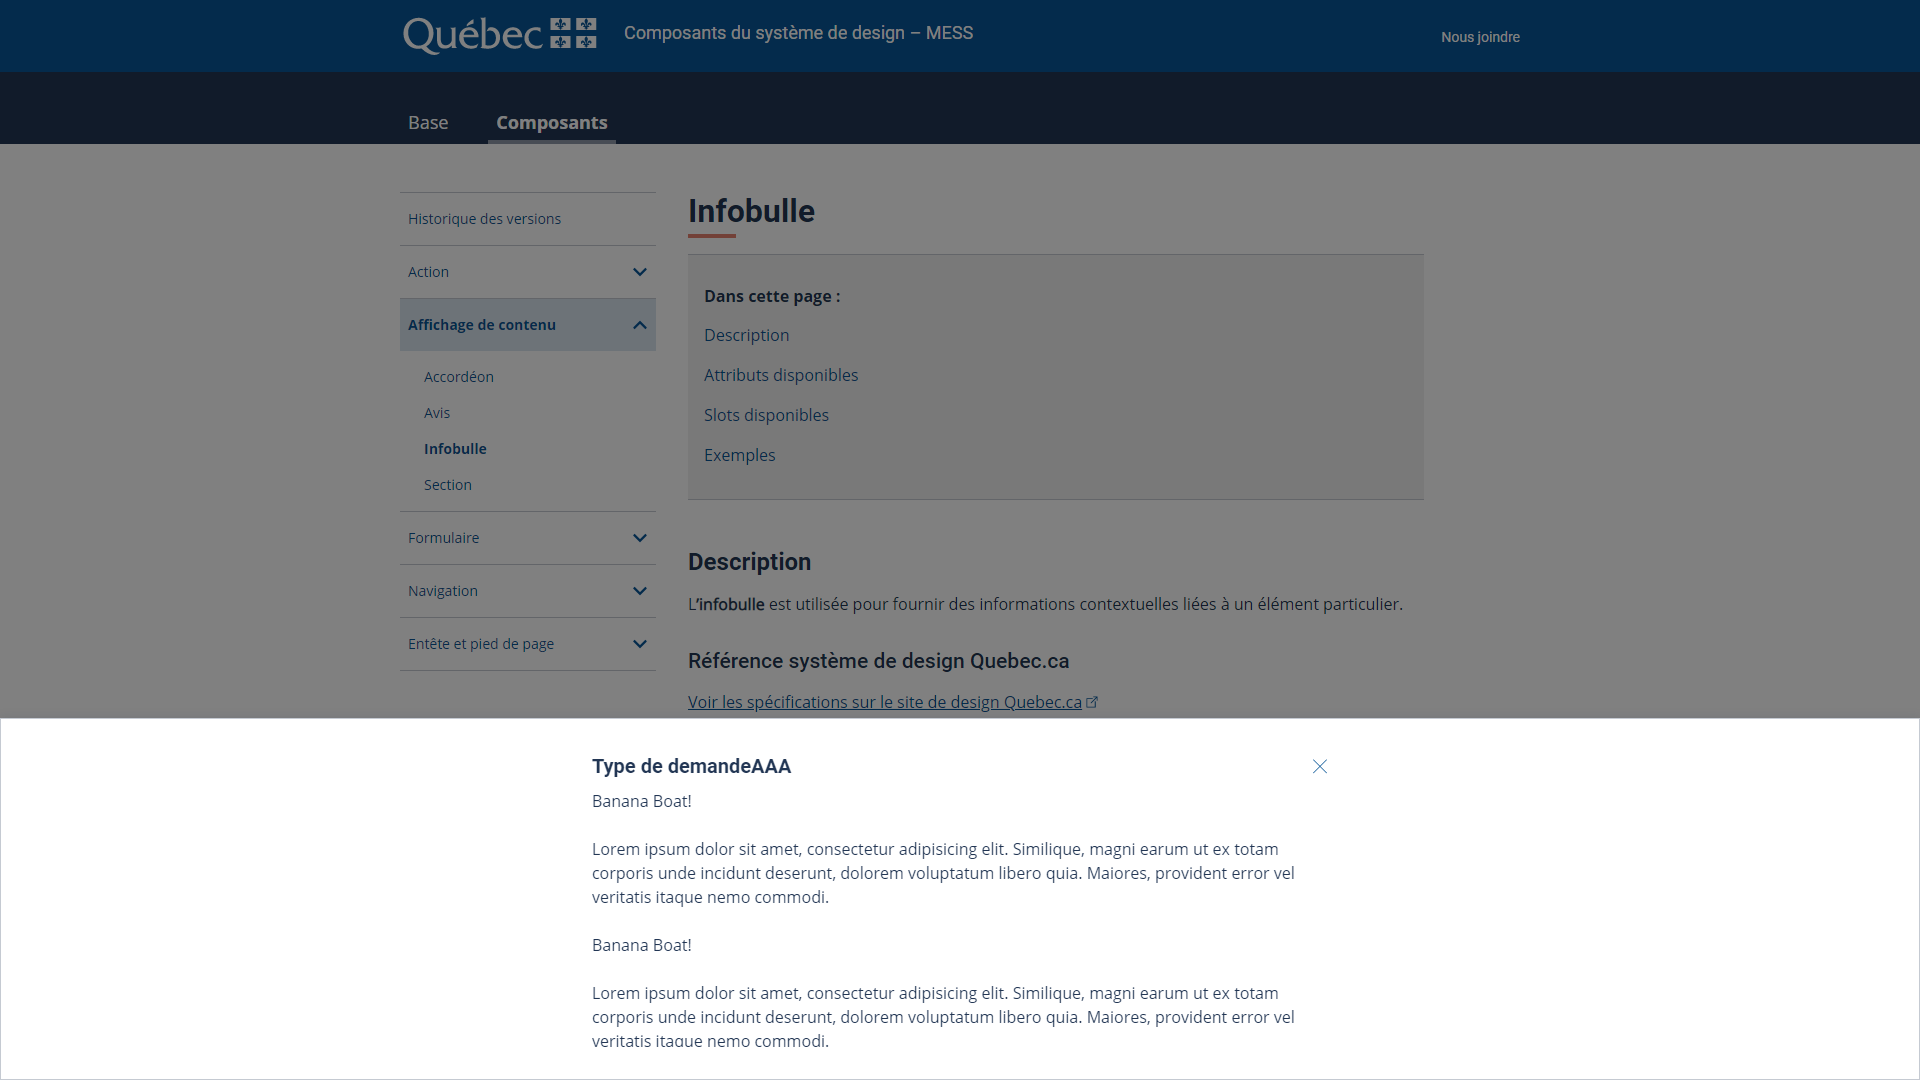 Québec
Composants du système de design – MESS
Nous joindre
Base
Composants
Historique des versions
Action
Affichage de contenu
Accordéon
Avis
Infobulle
Section
Formulaire
Navigation
Entête et pied de page
Infobulle
Dans cette page :
Description
Attributs disponibles
Slots disponibles
Exemples
Description
L’infobulle est utilisée pour fournir des informations contextuelles liées à un élément particulier.
Référence système de design Quebec.ca
Voir les spécifications sur le site de design Quebec.ca
Type de demandeAAA
Banana Boat!
Lorem ipsum dolor sit amet, consectetur adipisicing elit. Similique, magni earum ut ex totam
corporis unde incidunt deserunt, dolorem voluptatum libero quia. Maiores, provident error vel
veritatis itaque nemo commodi.
Banana Boat!
Lorem ipsum dolor sit amet, consectetur adipisicing elit. Similique, magni earum ut ex totam
corporis unde incidunt deserunt, dolorem voluptatum libero quia. Maiores, provident error vel
veritatis itaque nemo commodi.